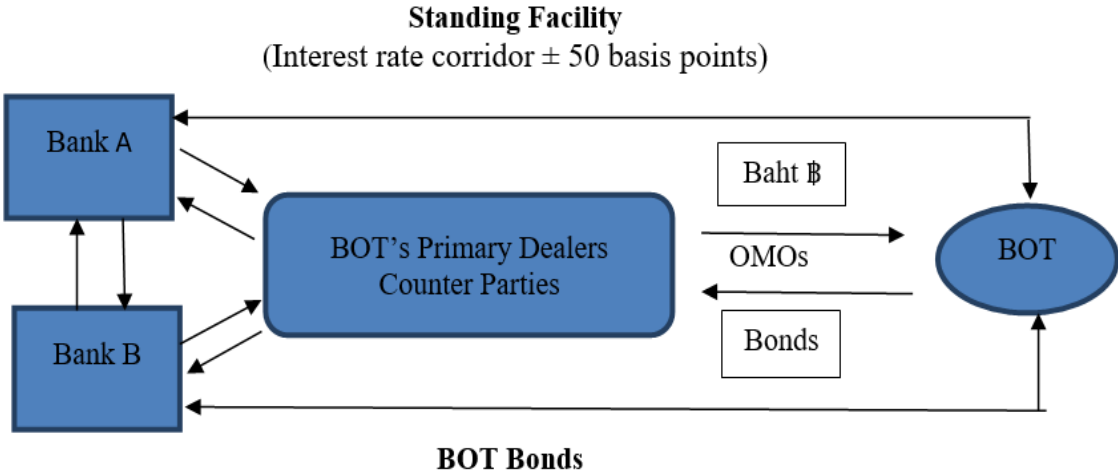 Standing Facility
(Interest rate corridor ± 50 basis points)
Bank A
Baht ฿
BOT's Primary Dealers
Counter Parties
OMOs
BOT
Bank B
Bonds
BOT Bonds